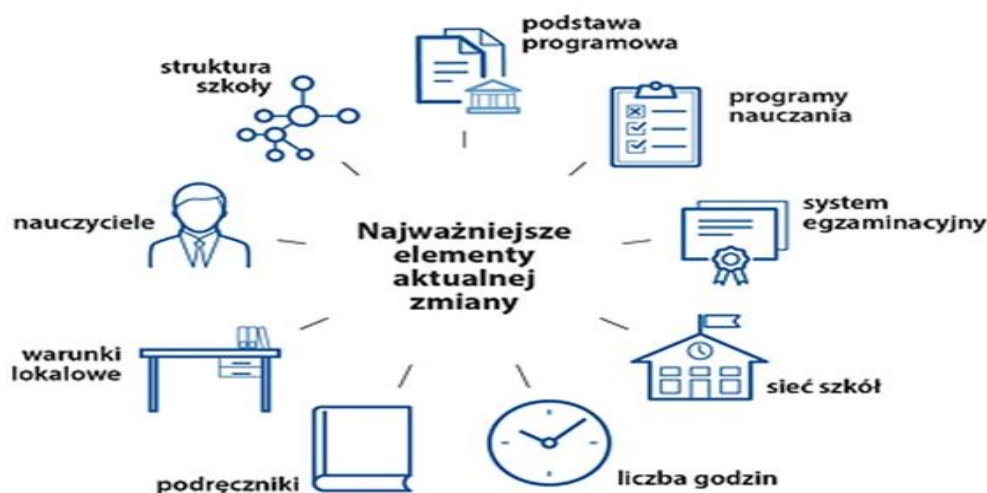 podstawa
programowa
struktura
szkoły
programy
nauczania
nauczyciele
system
egzaminacyjny
Najważniejsze
elementy
aktualnej
zmiany
warunki
lokalowe
sieć szkół
podręczniki
liczba godzin